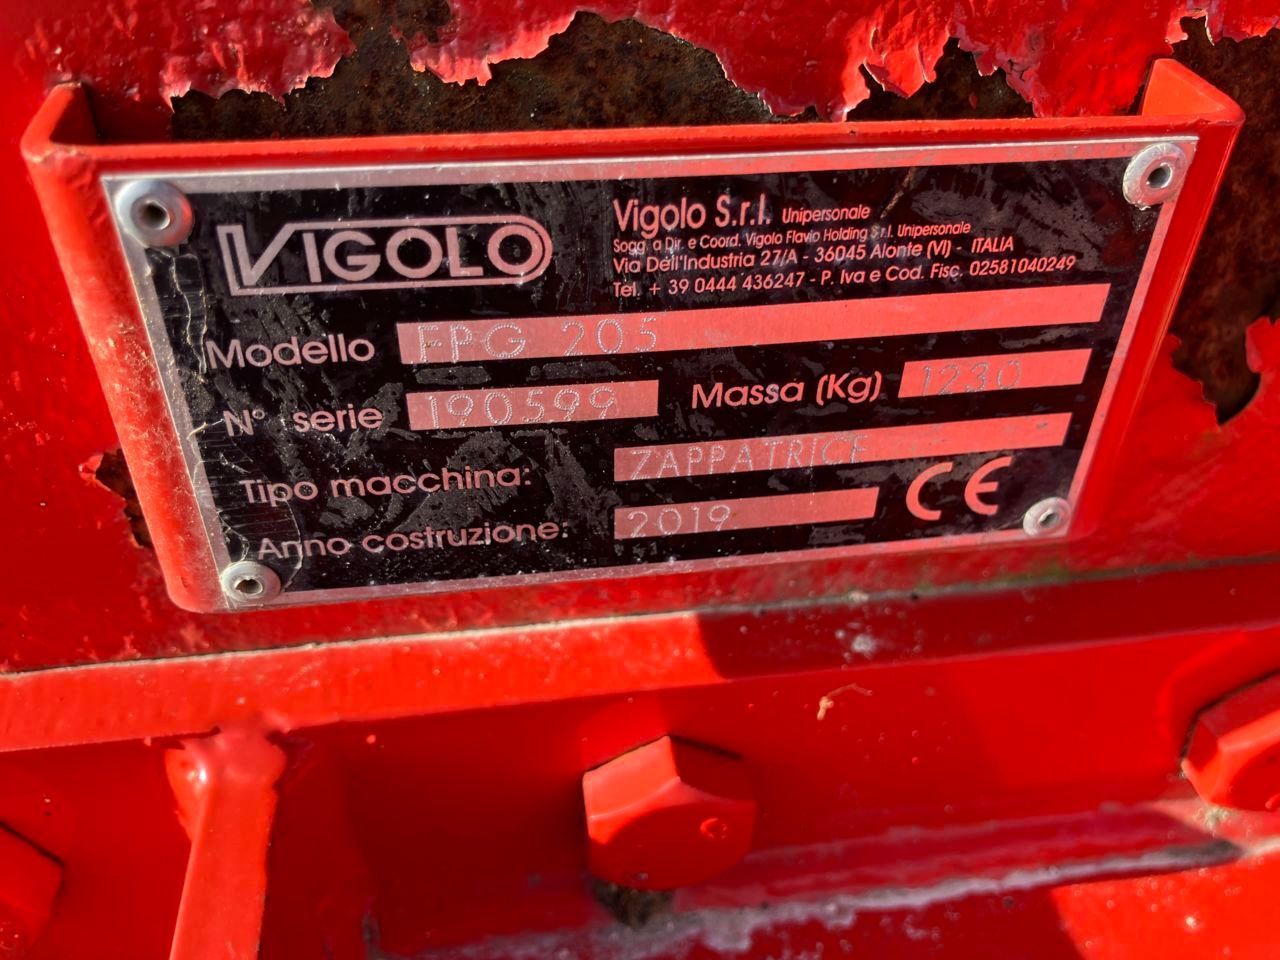 VIGOLO
Vigolo S.r.l. Unipersonale
Sogg. a Dir. e Coord. Vigolo Flavio Holding S.r.l. Unipersonale
Via Dell'Industria 27/A - 36045 Alonte (VI) - ITALIA
Tel. + 39 0444 436247 - P. Iva e Cod. Fisc. 02581040249
Modello FPG 205
N° serie 190599 Massa (Kg) 1230
Tipo macchina: ZAPPATRICE
Anno costruzione: 2019
CE